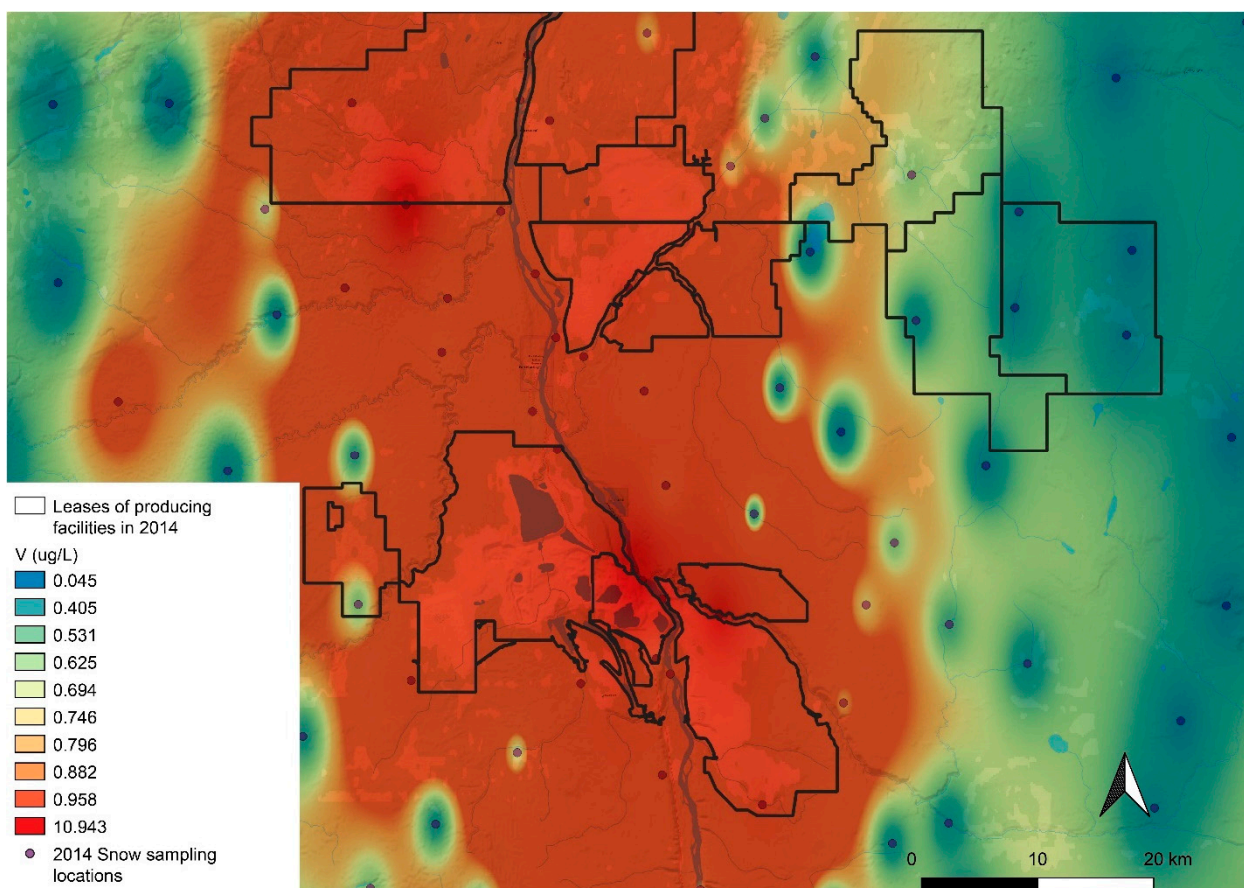 Leases of producing
facilities in 2014
V (ug/L)
0.045
0.405
0.531
0.625
0.694
0.746
0.796
0.882
0.958
10.943
2014 Snow sampling
locations
0 10 20 km